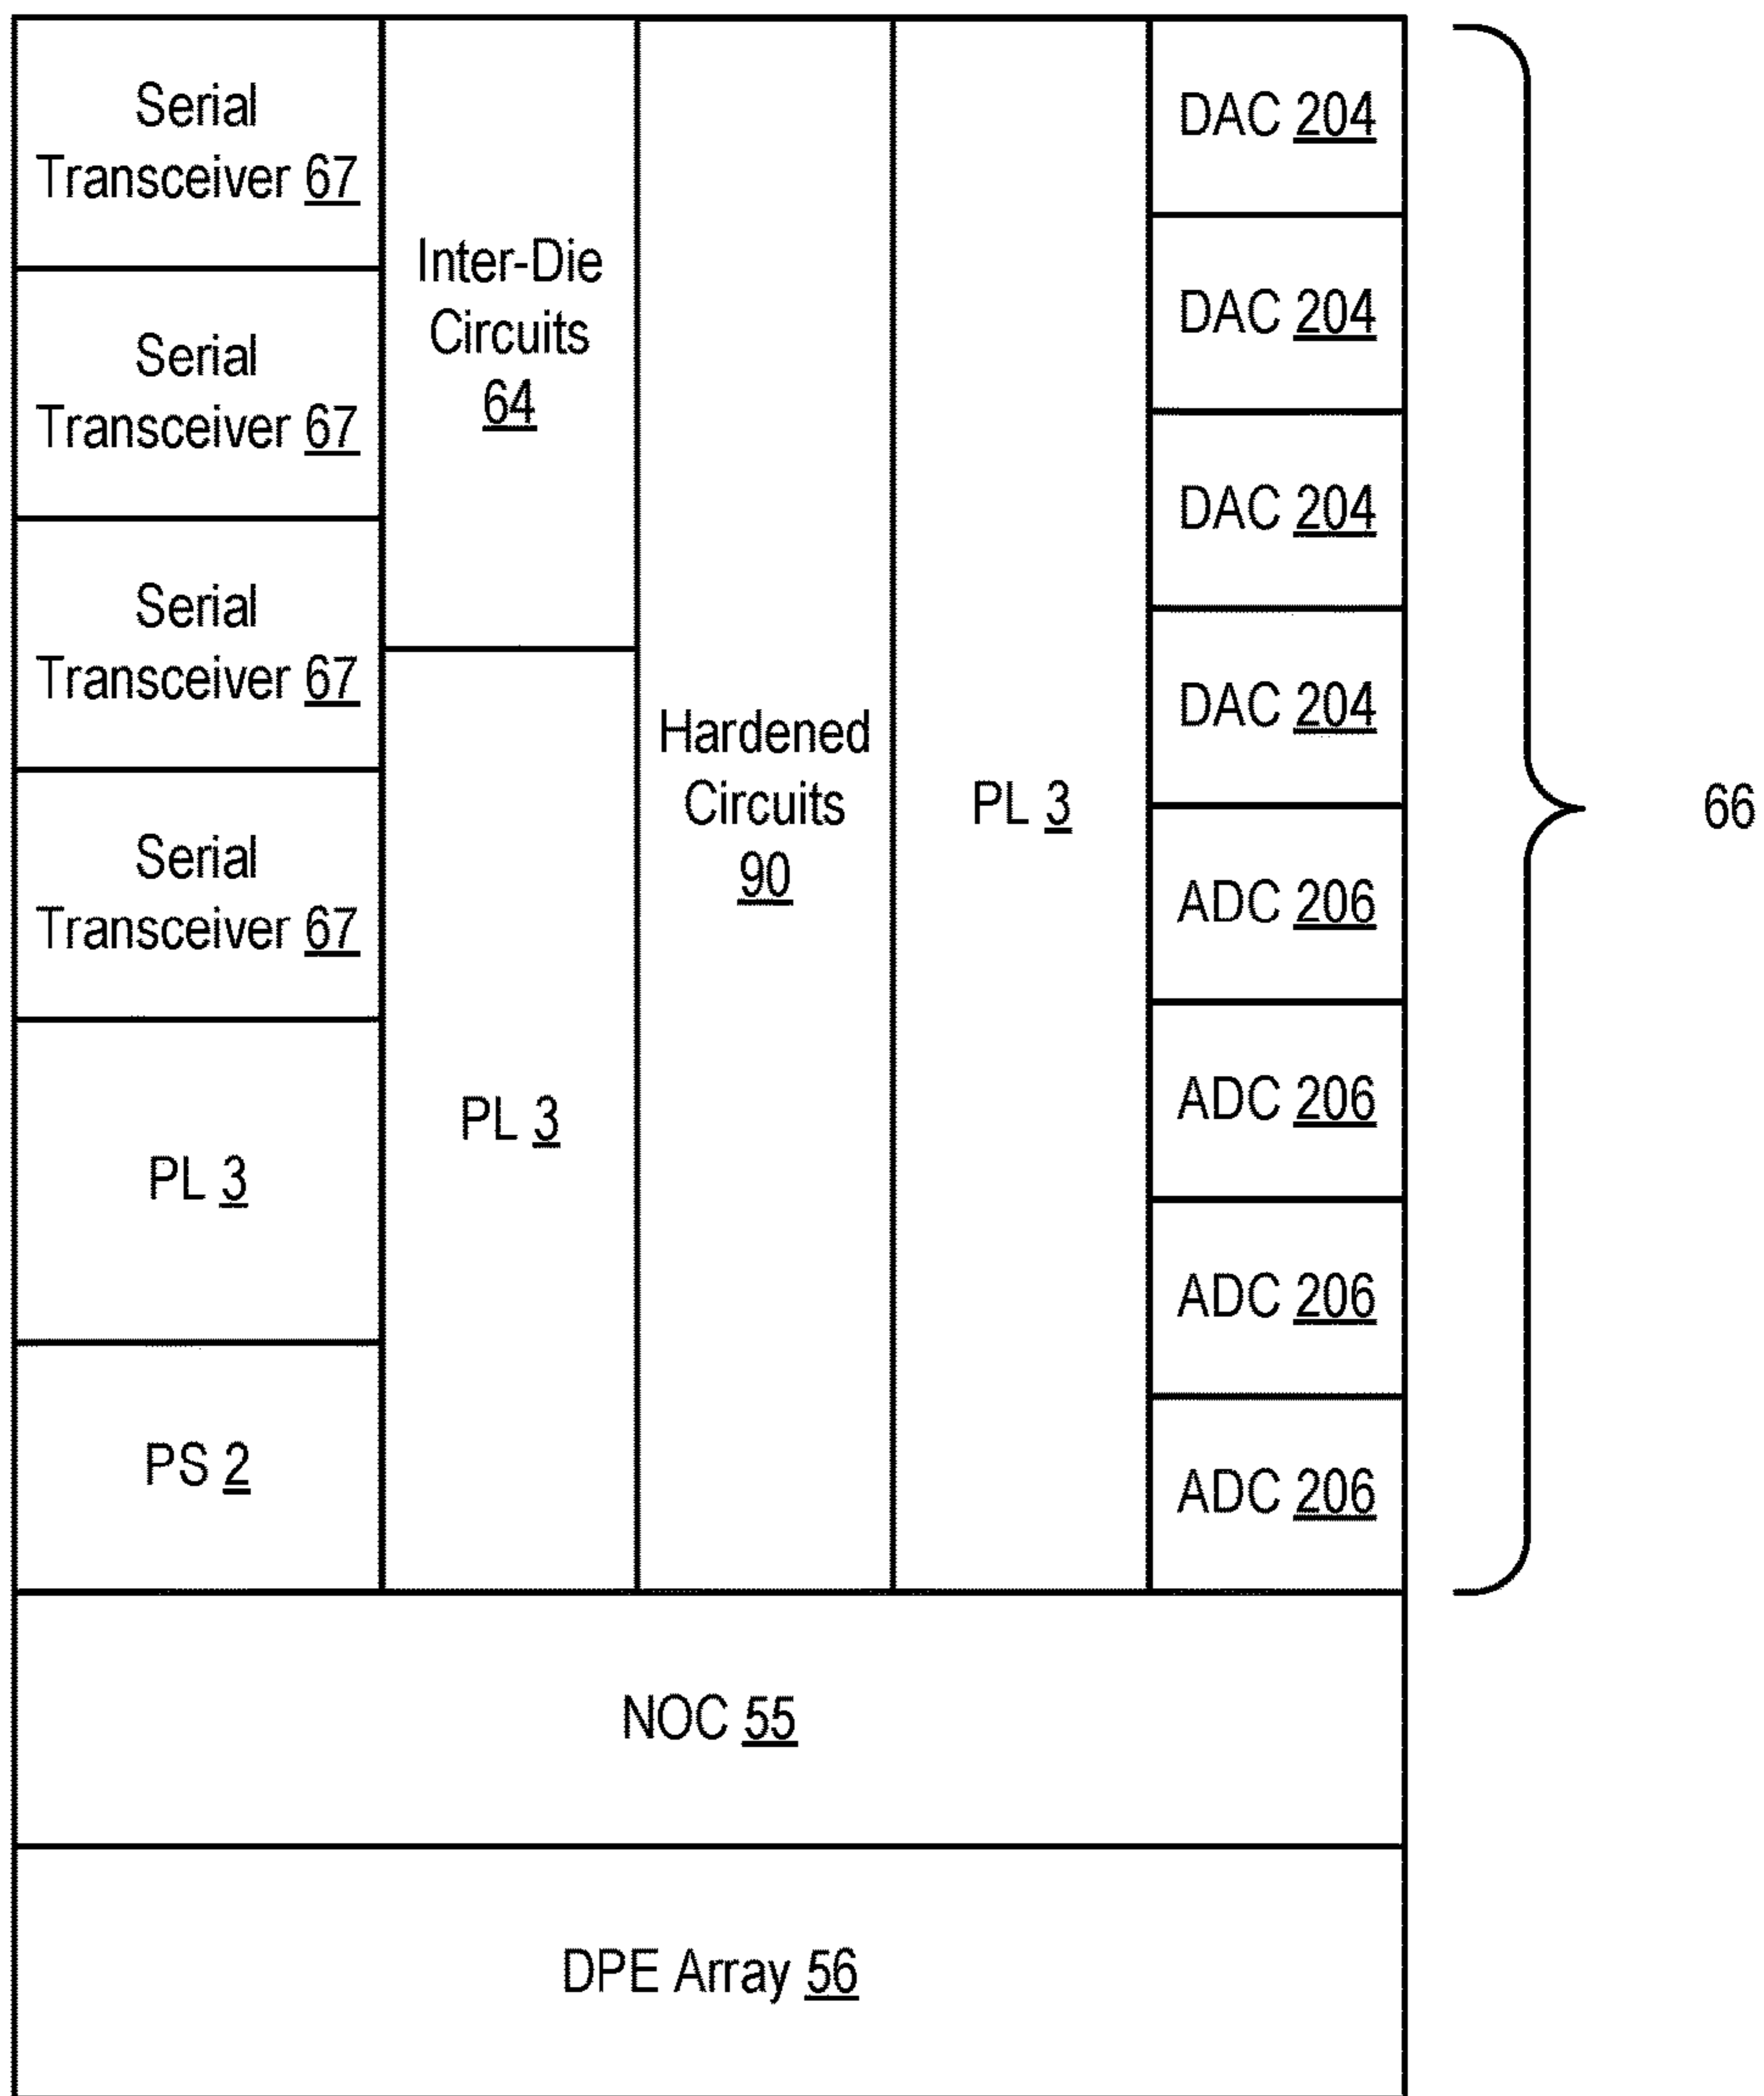 Serial
Transceiver 67
Serial
Transceiver 67
Serial
Transceiver 67
Serial
Transceiver 67
PL 3
PS 2
Inter-Die
Circuits
64
PL 3
Hardened
Circuits
90
PL 3
DAC 204
DAC 204
DAC 204
DAC 204
ADC 206
ADC 206
ADC 206
ADC 206
66
NOC 55
DPE Array 56